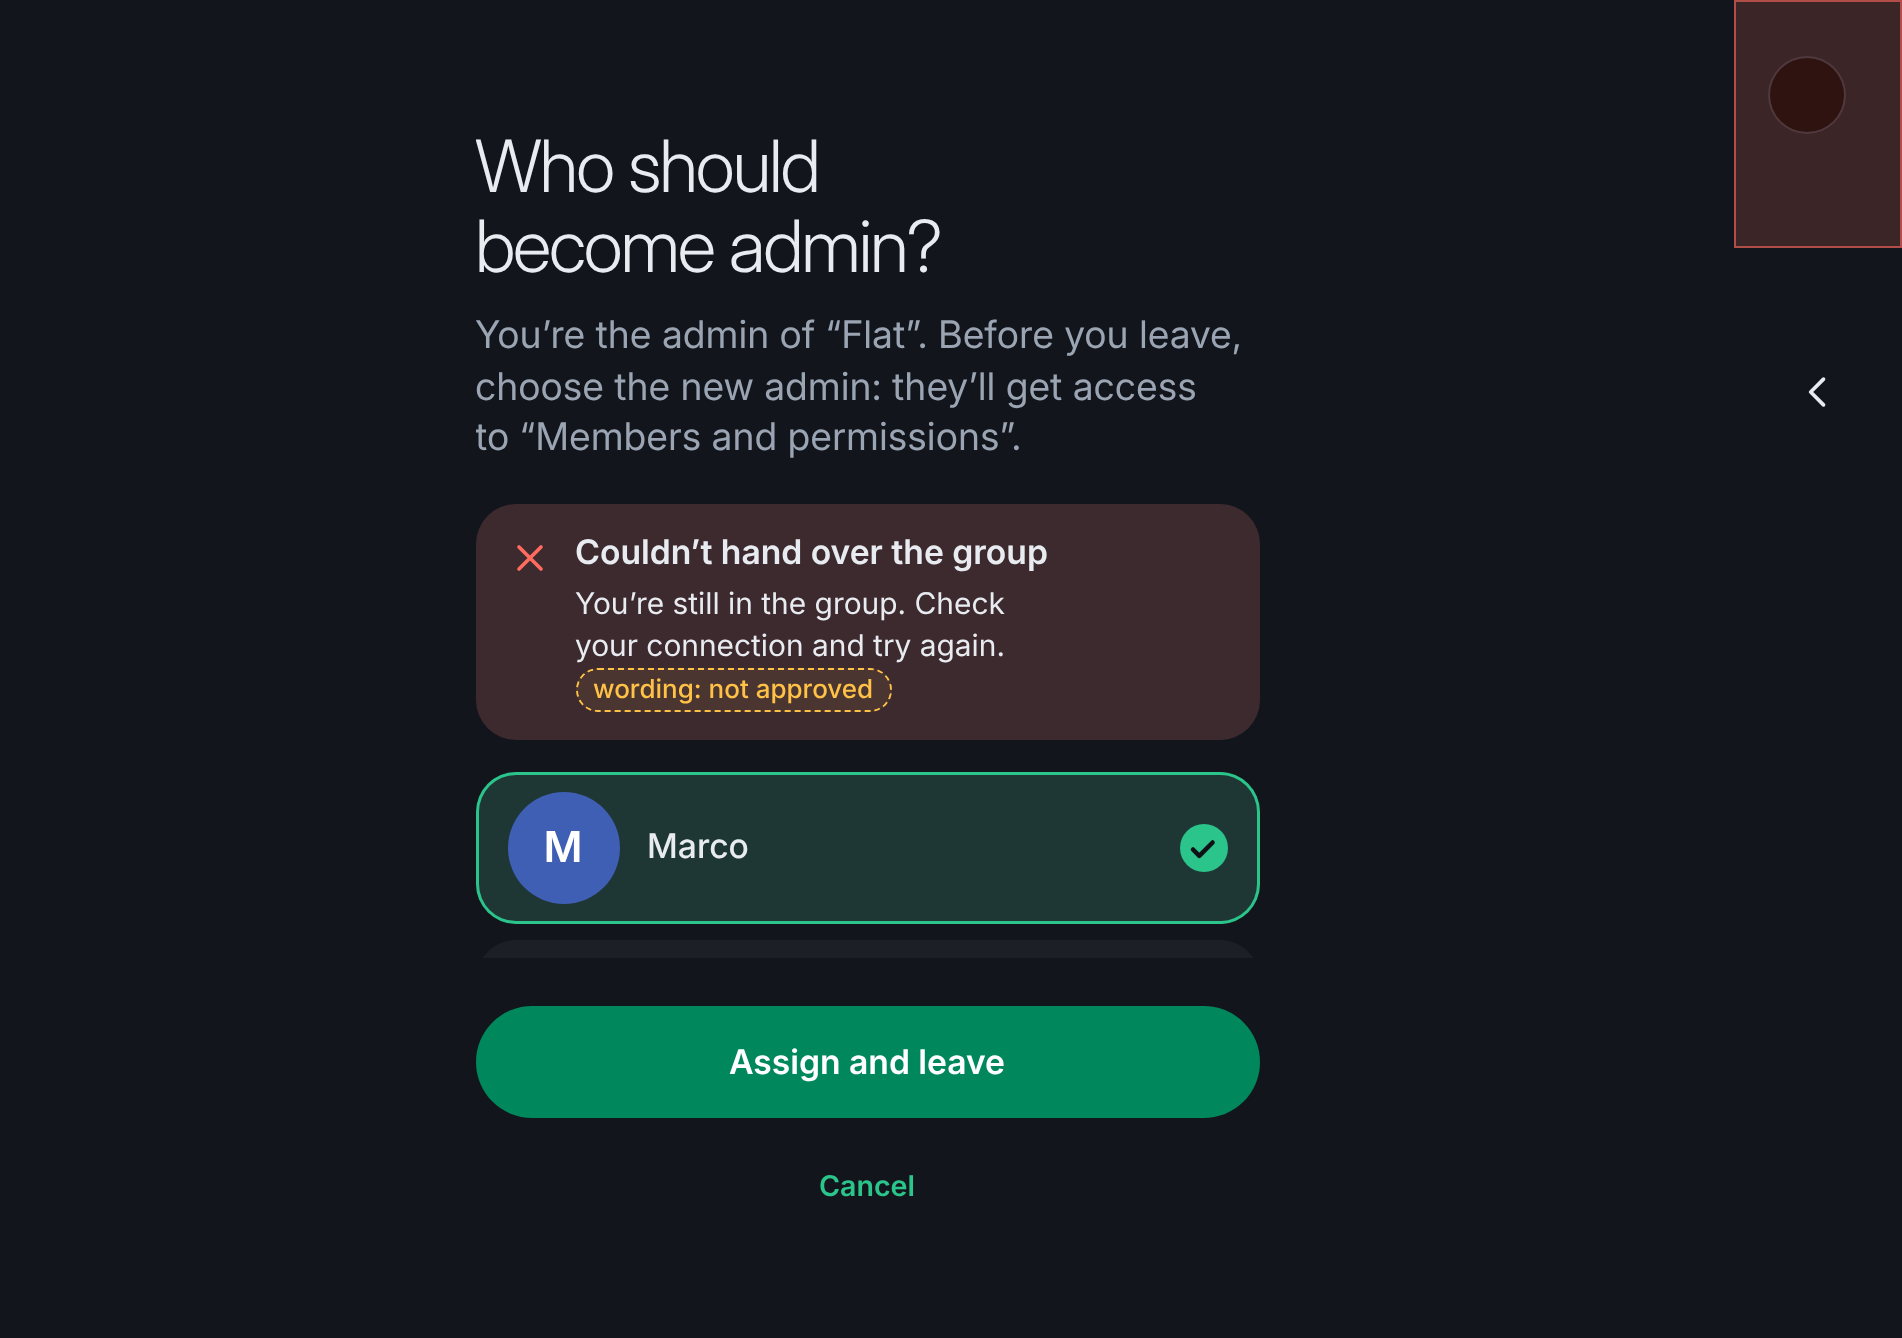 Who should
become admin?
You’re the admin of “Flat”. Before you leave,
choose the new admin: they’ll get access
to “Members and permissions”.
Couldn’t hand over the group
You’re still in the group. Check
your connection and try again.
wording: not approved
M
Marco
Assign and leave
Cancel